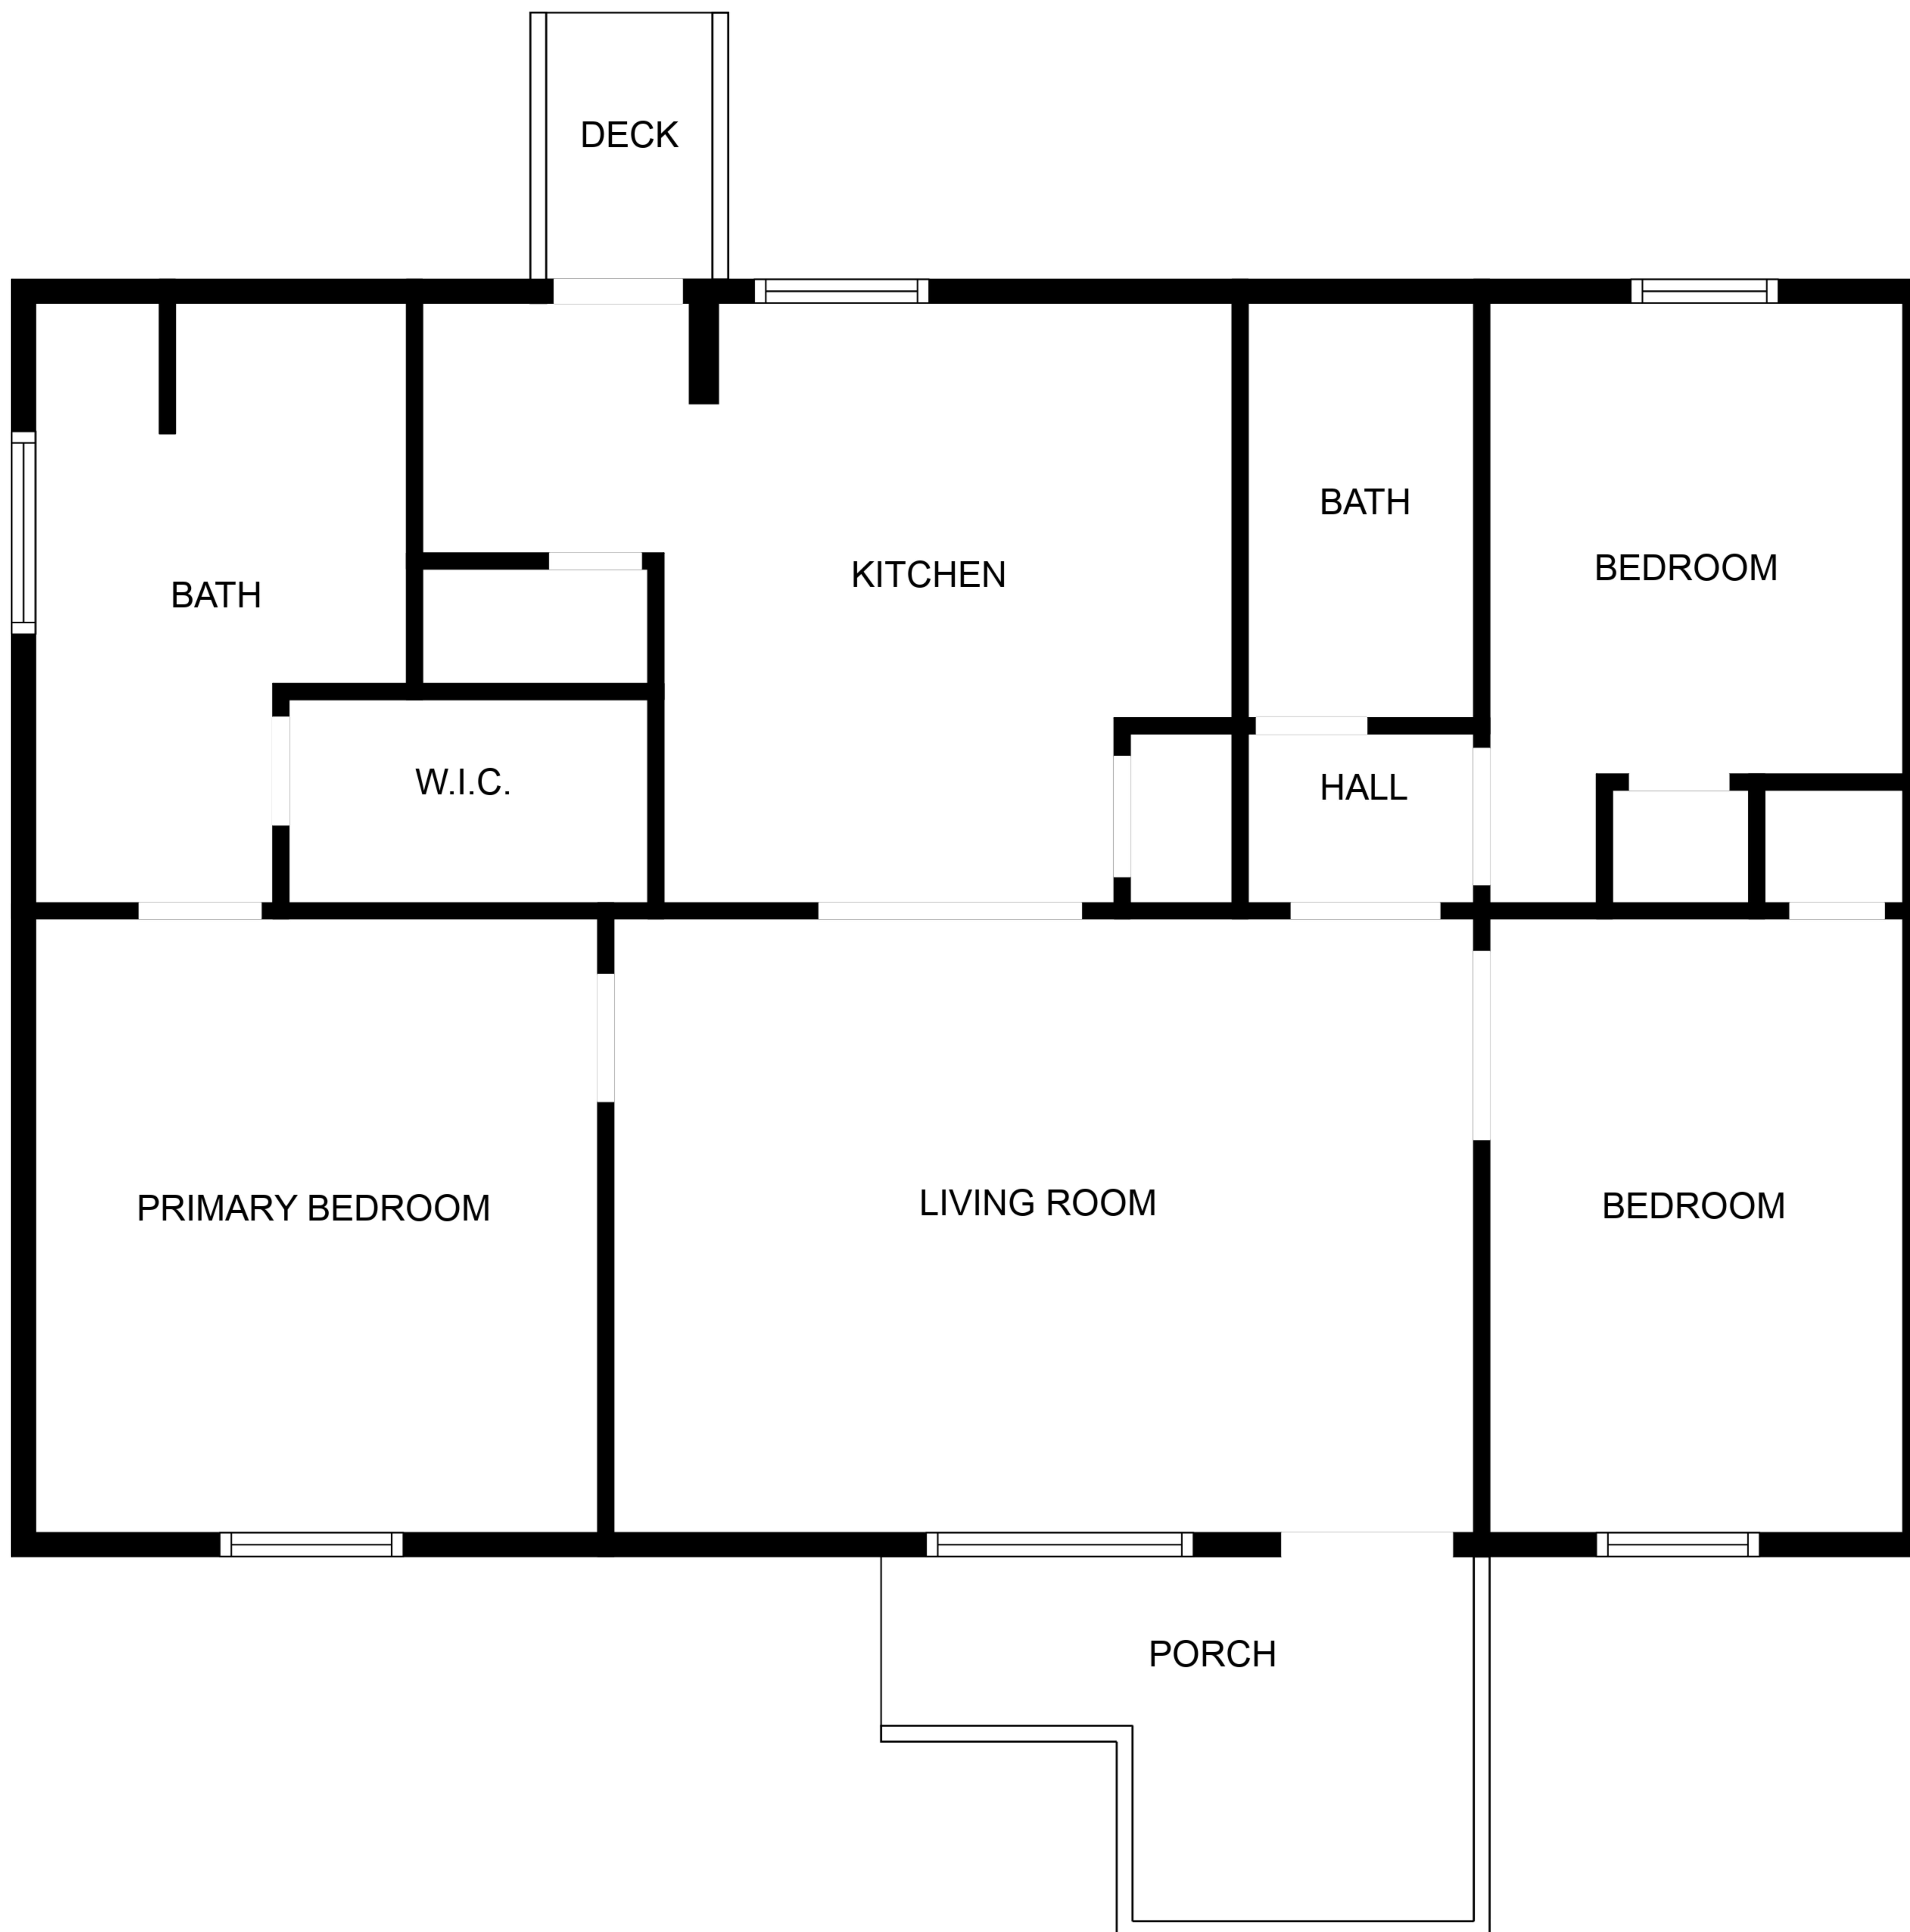 DECK
BATH
BEDROOM
KITCHEN
BATH
W.I.C.
HALL
PRIMARY BEDROOM
LIVING ROOM
BEDROOM
PORCH